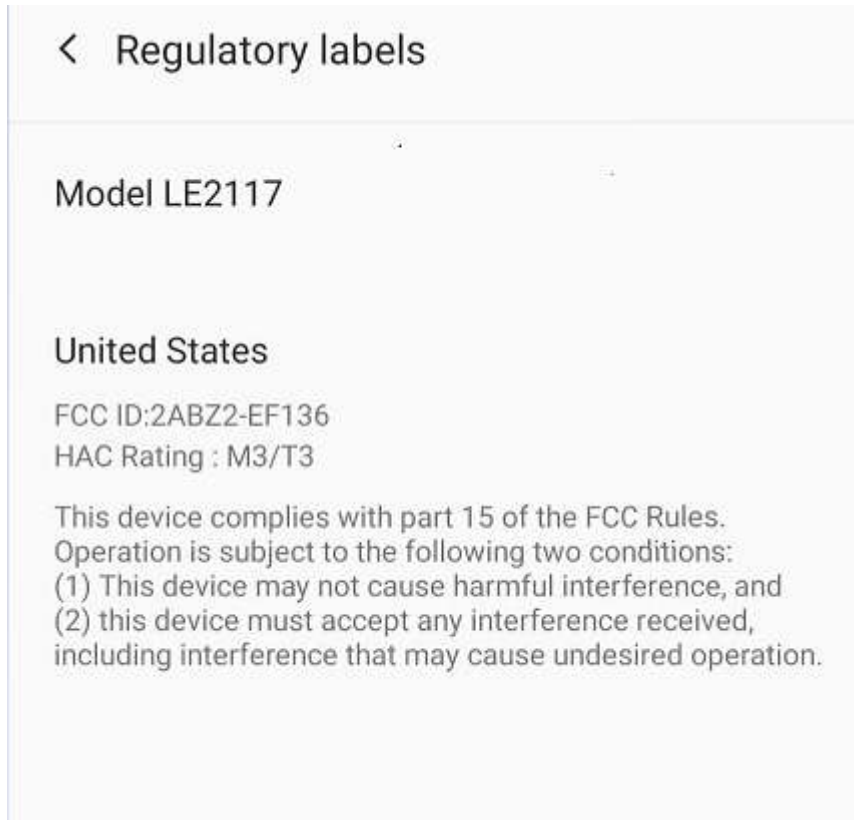 Regulatory labels
Model LE2117
United States
FCC ID:2ABZ2-EF136
HAC Rating : M3/T3
This device complies with part 15 of the FCC Rules.
Operation is subject to the following two conditions:
(1) This device may not cause harmful interference, and
(2) this device must accept any interference received,
including interference that may cause undesired operation.